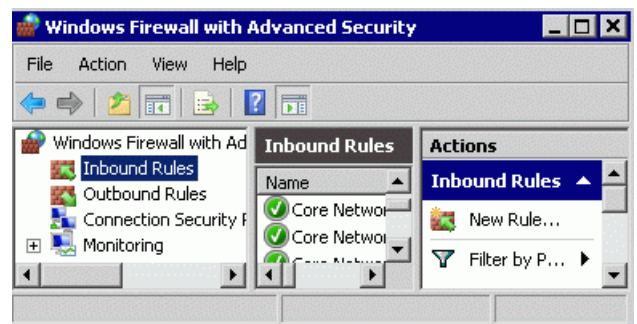 Windows Firewall with Advanced Security
File Action View Help
Windows Firewall with Ad
Inbound Rules
Outbound Rules
Connection Security
Monitoring
Inbound Rules
Name
Core Networ
Core Networ
Actions
Inbound Rules
New Rule...
Filter by P...